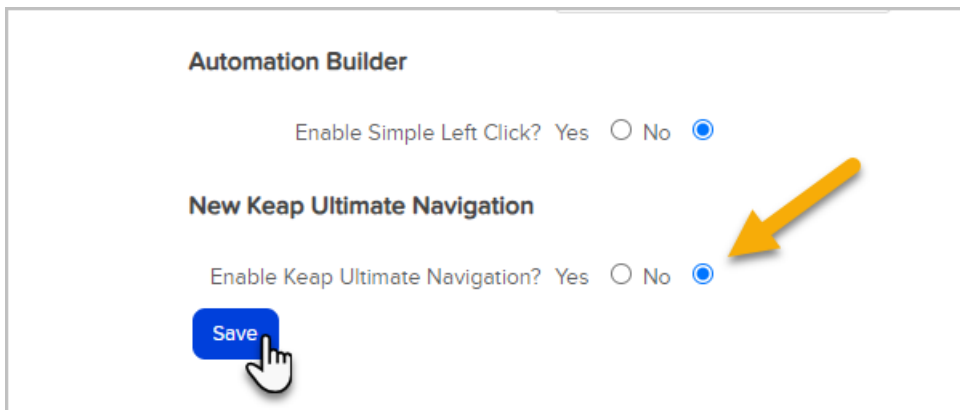 Automation Builder
Enable Simple Left Click? Yes No
New Keap Ultimate Navigation
Enable Keap Ultimate Navigation? Yes No
Save